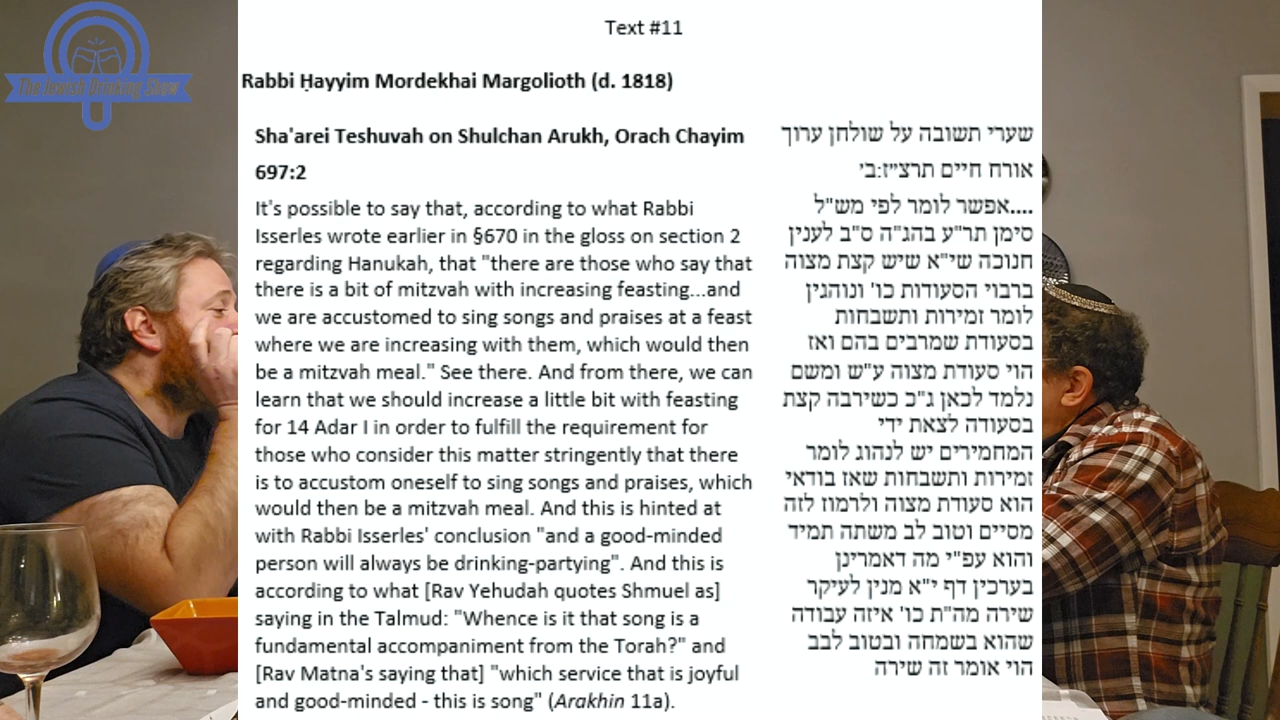 The Jewish Drinking Show
Text #11
Rabbi Ḥayyim Mordekhai Margolioth (d. 1818)
Sha'arei Teshuvah on Shulchan Arukh, Orach Chayim
697:2
It's possible to say that, according to what Rabbi
Isserles wrote earlier in §670 in the gloss on section 2
regarding Hanukah, that "there are those who say that
there is a bit of mitzvah with increasing feasting...and
we are accustomed to sing songs and praises at a feast
where we are increasing with them, which would then
be a mitzvah meal." See there. And from there, we can
learn that we should increase a little bit with feasting
for 14 Adar I in order to fulfill the requirement for
those who consider this matter stringently that there
is to accustom oneself to sing songs and praises, which
would then be a mitzvah meal. And this is hinted at
with Rabbi Isserles' conclusion "and a good-minded
person will always be drinking-partying". And this is
according to what [Rav Yehudah quotes Shmuel as]
saying in the Talmud: "Whence is it that song is a
fundamental accompaniment from the Torah?" and
[Rav Matna's saying that] "which service that is joyful
and good-minded - this is song" (Arakhin 11a).
שערי תשובה על שולחן ערוך
אורח חיים תרצ״ז:ב׳
....אפשר לומר לפי מש"ל
סימן תר"ע בהג"ה ס"ב לענין
חנוכה שי"א שיש קצת מצוה
ברבוי הסעודות כו' ונוהגין
לומר זמירות ותשבחות
בסעודת שמרבים בהם ואז
הוי סעודת מצוה ע"ש ומשם
נלמד לכאן ג"כ כשירבה קצת
בסעודה לצאת ידי
המחמירים יש לנהוג לומר
זמירות ותשבחות שאז בודאי
הוא סעודת מצוה ולרמוז לזה
מסיים וטוב לב משתה תמיד
והוא עפ"י מה דאמרינן
בערכין דף י"א מנין לעיקר
שירה מה"ת כו' איזה עבודה
שהוא בשמחה ובטוב לבב
הוי אומר זה שירה